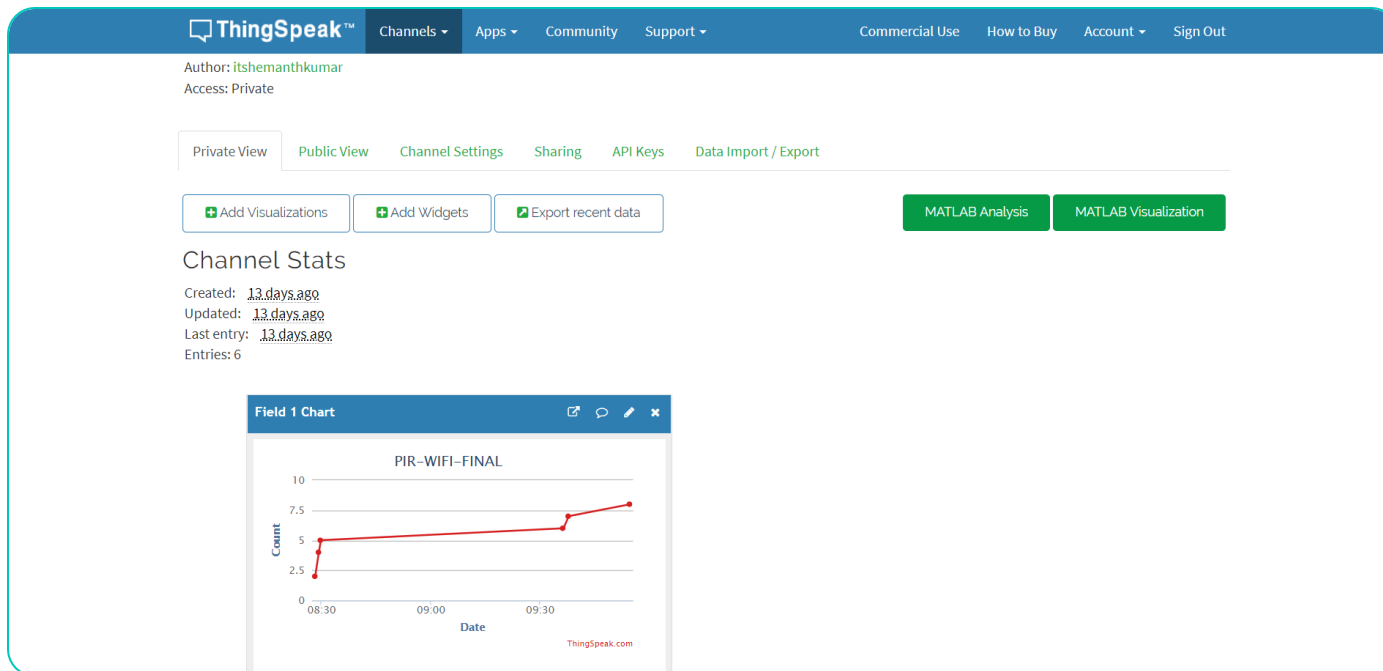 ThingSpeak™ Channels Apps Community Support Commercial Use How to Buy Account Sign Out
Author: itshemanthkumar
Access: Private
Private View Public View Channel Settings Sharing API Keys Data Import / Export
Add Visualizations Add Widgets Export recent data MATLAB Analysis MATLAB Visualization
Channel Stats
Created: 13 days ago
Updated: 13 days ago
Last entry: 13 days ago
Entries: 6
Field 1 Chart
PIR-WIFI-FINAL
10
7.5
5
2.5
0
Count
08:30 09:00 09:30
Date
ThingSpeak.com